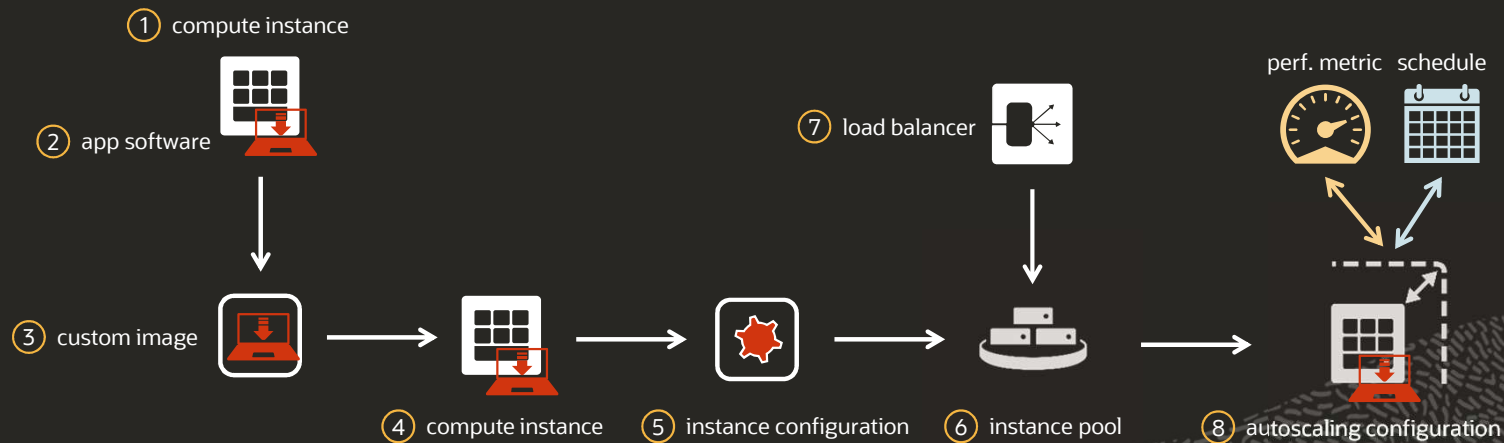 1 compute instance
2 app software
3 custom image
4 compute instance
5 instance configuration
6 instance pool
7 load balancer
perf. metric
schedule
8 autoscaling configuration